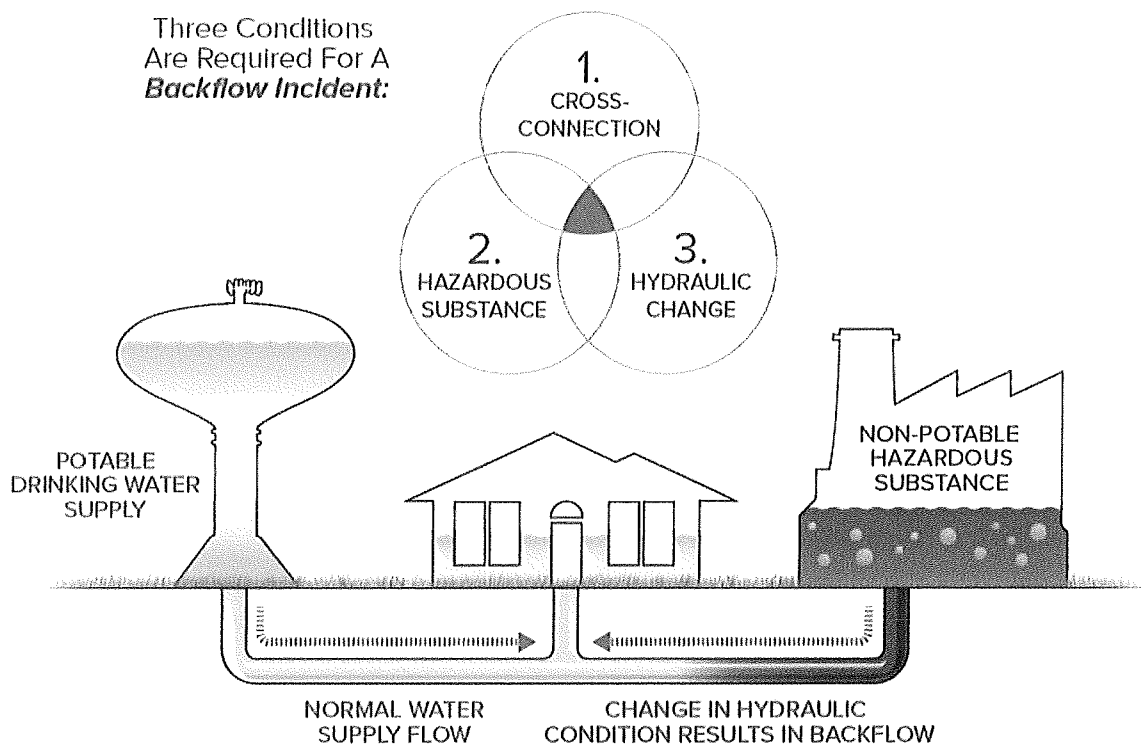 Three Conditions
Are Required For A
Backflow Incident:
1.
CROSS-
CONNECTION
2.
HAZARDOUS
SUBSTANCE
3.
HYDRAULIC
CHANGE
POTABLE
DRINKING WATER
SUPPLY
NON-POTABLE
HAZARDOUS
SUBSTANCE
NORMAL WATER
SUPPLY FLOW
CHANGE IN HYDRAULIC
CONDITION RESULTS IN BACKFLOW